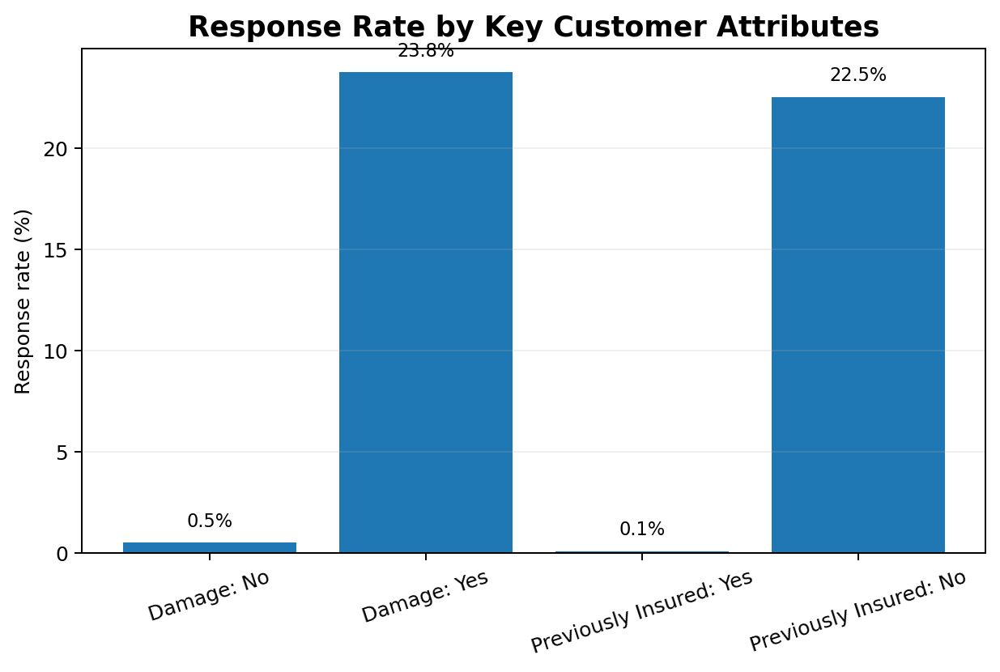 Response Rate by Key Customer Attributes
23.8%
22.5%
0.5%
0.1%
Response rate (%)
20
15
10
5
0
Damage: No
Damage: Yes
Previously Insured: Yes
Previously Insured: No